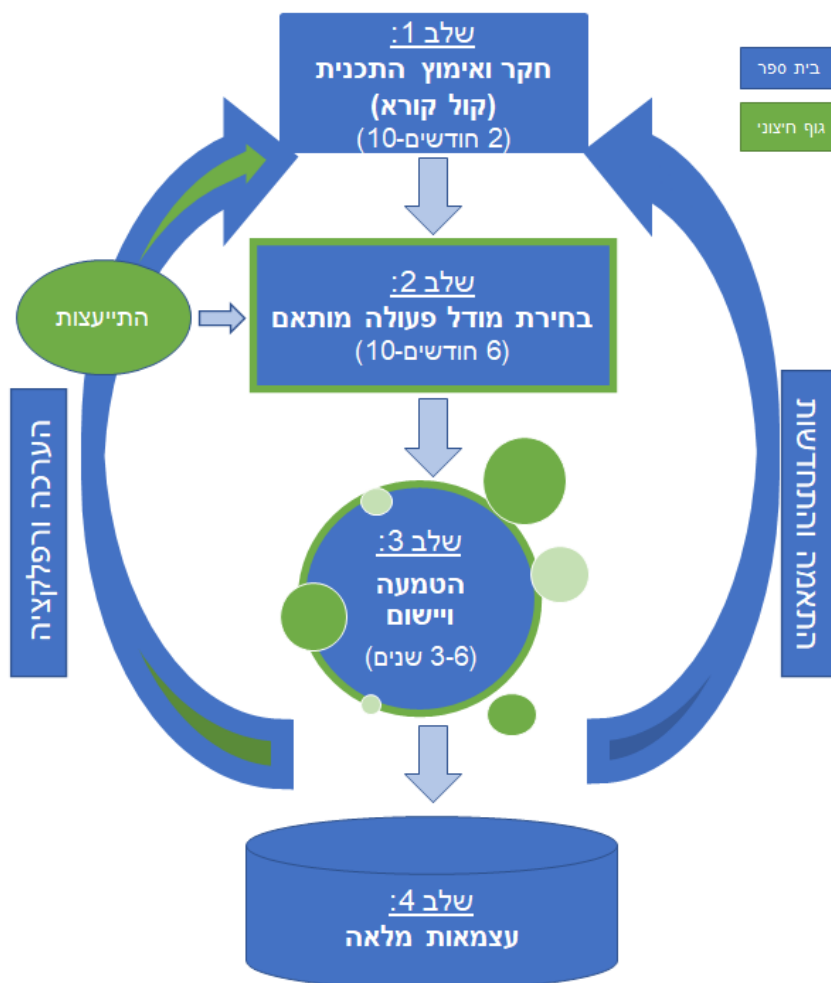 שלב 1:
חקר ואימוץ התכנית
(קול קורא)
(2 חודשים-10)
בית ספר
גוף חיצוני
שלב 2:
בחירת מודל פעולה מותאם
(6 חודשים-10)
התייעצות
הערכה ורפלקציה
התאמה והתחדשות
שלב 3:
הטמעה
ויישום
(3-6 שנים)
שלב 4:
עצמאות מלאה